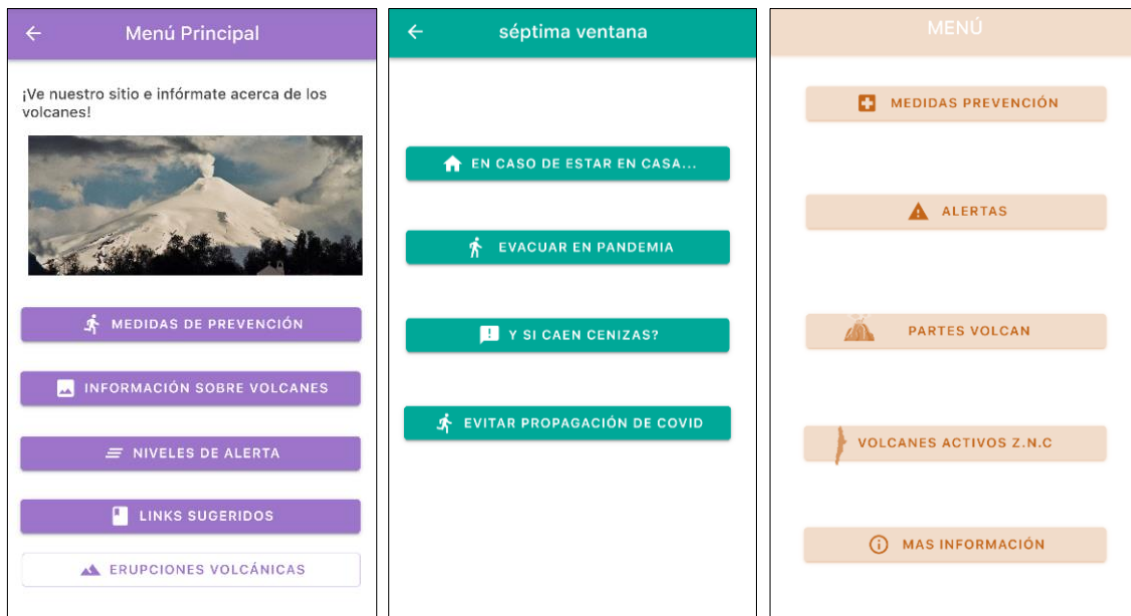 Menú Principal
¡Ve nuestro sitio e infórmate acerca de los
volcanes!
MEDIDAS DE PREVENCIÓN
INFORMACIÓN SOBRE VOLCANES
NIVELES DE ALERTA
LINKS SUGERIDOS
ERUPCIONES VOLCÁNICAS
séptima ventana
EN CASO DE ESTAR EN CASA...
EVACUAR EN PANDEMIA
Y SI CAEN CENIZAS?
EVITAR PROPAGACIÓN DE COVID
MENÚ
MEDIDAS PREVENCIÓN
ALERTAS
PARTES VOLCAN
VOLCANES ACTIVOS Z.N.C
MAS INFORMACIÓN